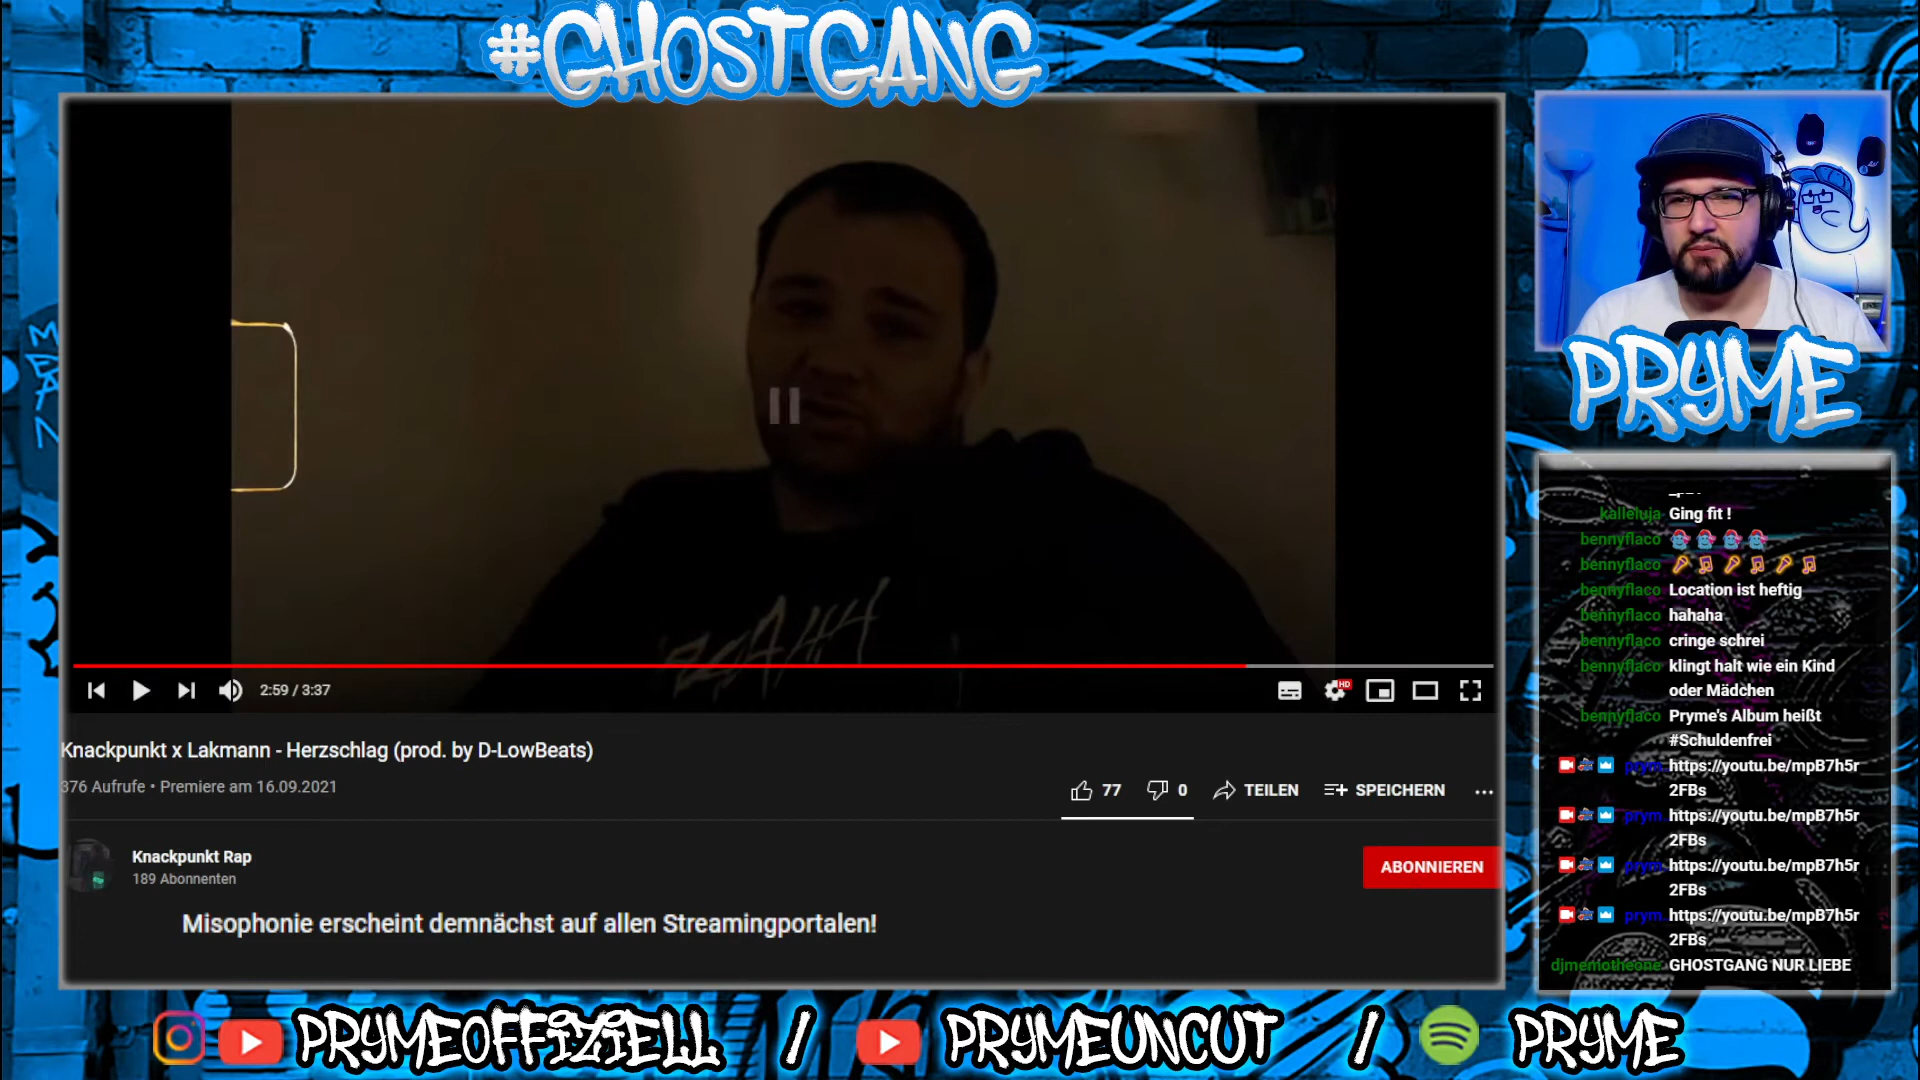 #GHOSTGANG
2:59 / 3:37
HD
Knackpunkt x Lakmann - Herzschlag (prod. by D-LowBeats)
376 Aufrufe • Premiere am 16.09.2021
77
0
TEILEN
SPEICHERN
Knackpunkt Rap
189 Abonnenten
ABONNIEREN
Misophonie erscheint demnächst auf allen Streamingportalen!
PRYME
kalleluja Ging fit !
bennyflaco
bennyflaco
bennyflaco Location ist heftig
bennyflaco hahaha
bennyflaco cringe schrei
bennyflaco klingt halt wie ein Kind
oder Mädchen
bennyflaco Pryme's Album heißt
#Schuldenfrei
prym. https://youtu.be/mpB7h5r
2FBs
prym. https://youtu.be/mpB7h5r
2FBs
prym. https://youtu.be/mpB7h5r
2FBs
prym. https://youtu.be/mpB7h5r
2FBs
djmemotheone GHOSTGANG NUR LIEBE
PRYMEOFFIZIELL / PRYMEUNCUT / PRYME